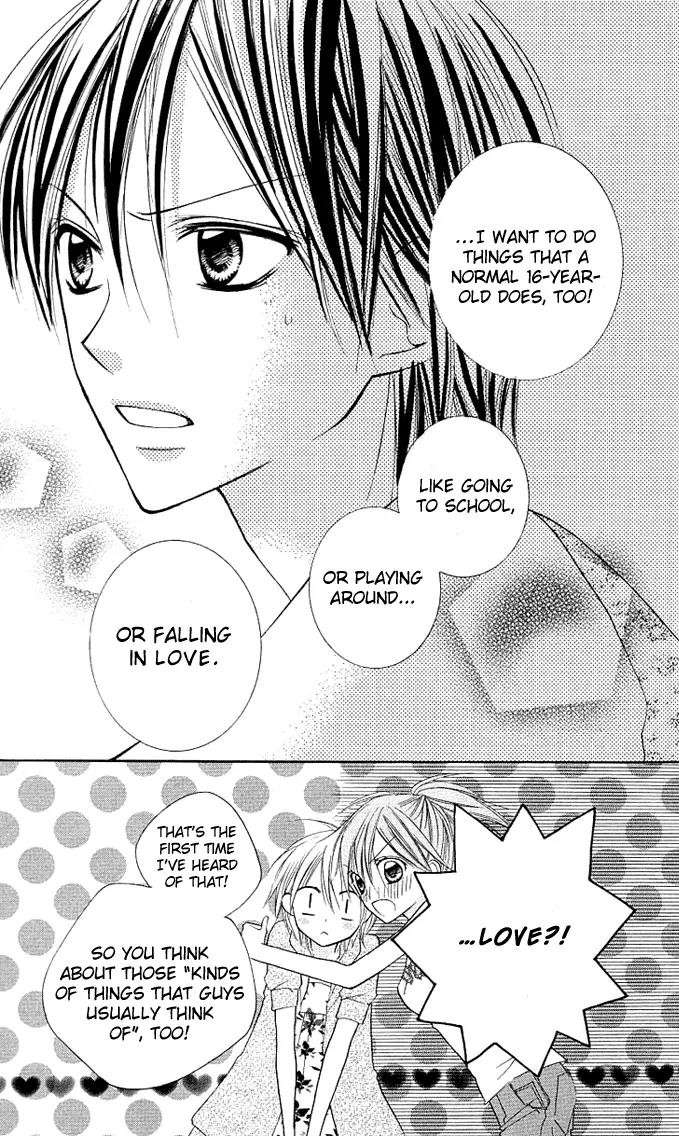 ...I WANT TO DO
THINGS THAT A
NORMAL 16-YEAR-
OLD DOES, TOO!
LIKE GOING
TO SCHOOL,
OR PLAYING
AROUND...
OR FALLING
IN LOVE.
...LOVE?!
THAT'S THE
FIRST TIME
I'VE HEARD
OF THAT!
SO YOU THINK
ABOUT THOSE "KINDS
OF THINGS THAT GUYS
USUALLY THINK
OF", TOO!